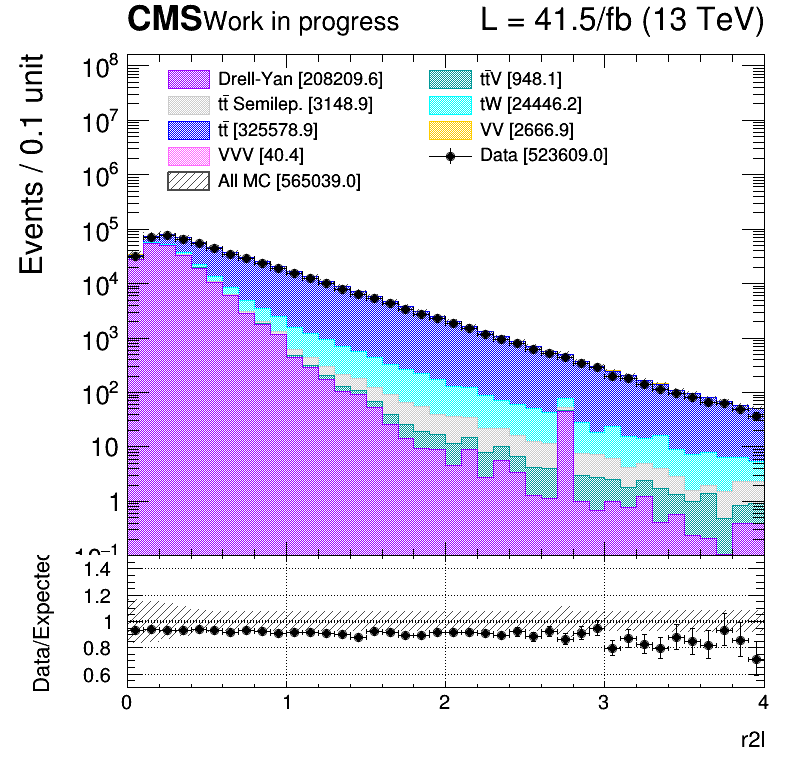 CMS Work in progress L = 41.5/fb (13 TeV)
Events / 0.1 unit
10⁸
10⁷
10⁶
10⁵
10⁴
10³
10²
10
1
10⁻¹
Drell-Yan [208209.6]
tt̄ Semilep. [3148.9]
tt̄ [325578.9]
VVV [40.4]
All MC [565039.0]
tt̄V [948.1]
tW [24446.2]
VV [2666.9]
Data [523609.0]
Data/Expected
1.4
1.2
1
0.8
0.6
0 1 2 3 4
r2l